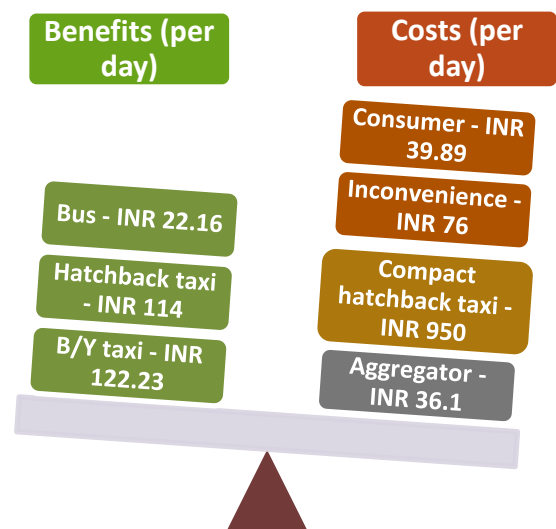 Benefits (per
day)
Costs (per
day)
Bus - INR 22.16
Hatchback taxi
- INR 114
B/Y taxi - INR
122.23
Consumer - INR
39.89
Inconvenience -
INR 76
Compact
hatchback taxi -
INR 950
Aggregator -
INR 36.1